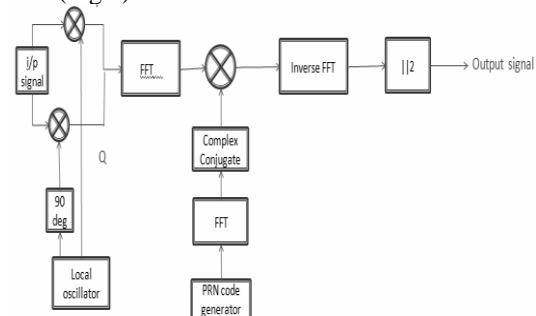 i/p
signal
FFT
Inverse FFT
||2
Output signal
Complex
Conjugate
Q
90
deg
FFT
Local
oscillator
PRN code
generator